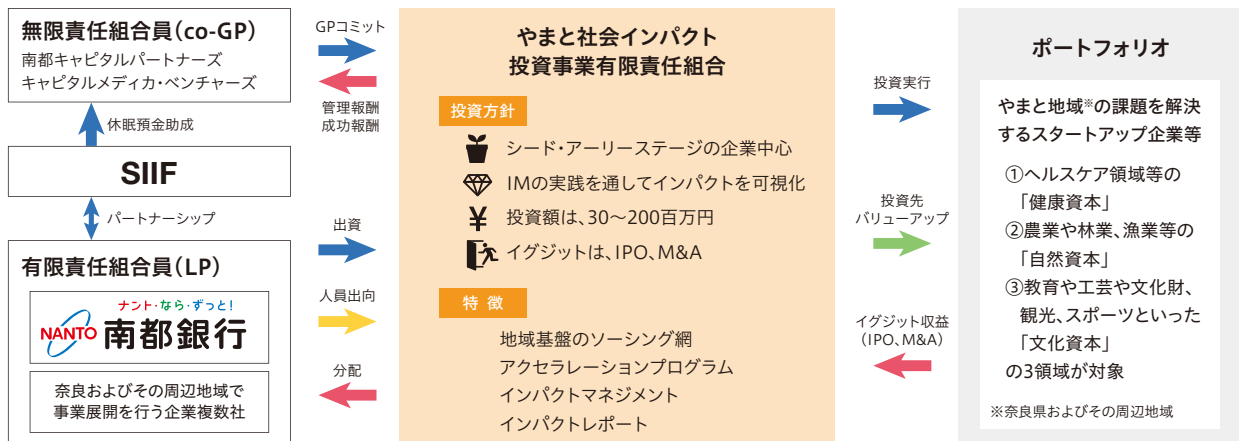 無限責任組合員(co-GP)
南都キャピタルパートナーズ
キャピタルメディカ・ベンチャーズ
休眠預金助成
SIIF
パートナーシップ
有限責任組合員(LP)
ナント・なら・ずっと!
NANTO 南都銀行
奈良およびその周辺地域で
事業展開を行う企業複数社
GPコミット
管理報酬
成功報酬
出資
人員出向
分配
やまと社会インパクト
投資事業有限責任組合
投資方針
シード・アーリーステージの企業中心
IMの実践を通してインパクトを可視化
¥ 投資額は、30〜200百万円
イグジットは、IPO、M&A
特 徴
地域基盤のソーシング網
アクセラレーションプログラム
インパクトマネジメント
インパクトレポート
投資実行
投資先
バリューアップ
イグジット収益
(IPO、M&A)
ポートフォリオ
やまと地域※の課題を解決
するスタートアップ企業等
①ヘルスケア領域等の
「健康資本」
②農業や林業、漁業等の
「自然資本」
③教育や工芸や文化財、
観光、スポーツといった
「文化資本」
の3領域が対象
※奈良県およびその周辺地域